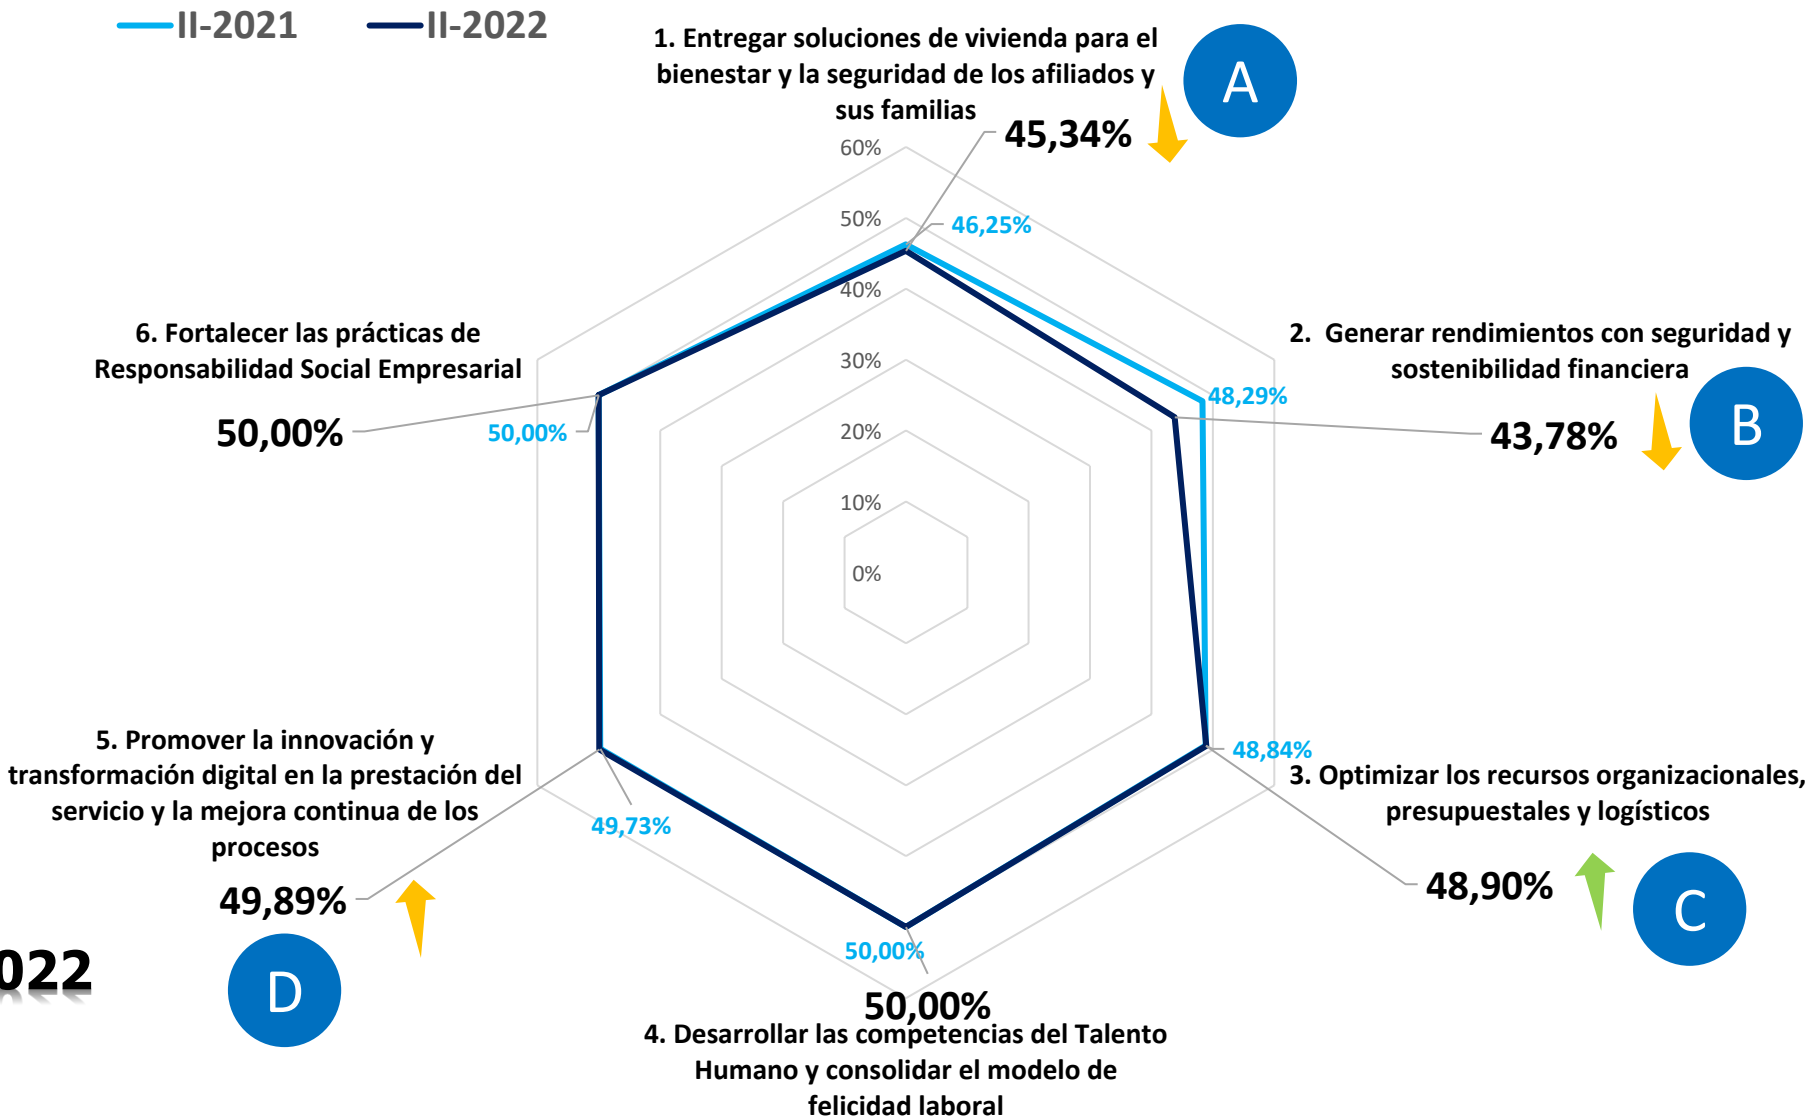 II-2021
II-2022
1. Entregar soluciones de vivienda para el
bienestar y la seguridad de los afiliados y
sus familias
45,34%
A
60%
50%
40%
30%
20%
10%
0%
46,25%
2. Generar rendimientos con seguridad y
sostenibilidad financiera
48,29%
43,78%
B
6. Fortalecer las prácticas de
Responsabilidad Social Empresarial
50,00%
50,00%
48,84%
3. Optimizar los recursos organizacionales,
presupuestales y logísticos
48,90%
C
5. Promover la innovación y
transformación digital en la prestación del
servicio y la mejora continua de los
procesos
49,73%
49,89%
D
022
50,00%
50,00%
4. Desarrollar las competencias del Talento
Humano y consolidar el modelo de
felicidad laboral